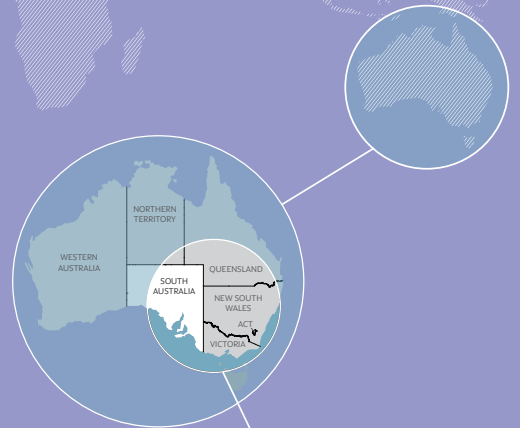 NORTHERN
TERRITORY
WESTERN
AUSTRALIA
QUEENSLAND
SOUTH
AUSTRALIA
NEW SOUTH
WALES
ACT
VICTORIA